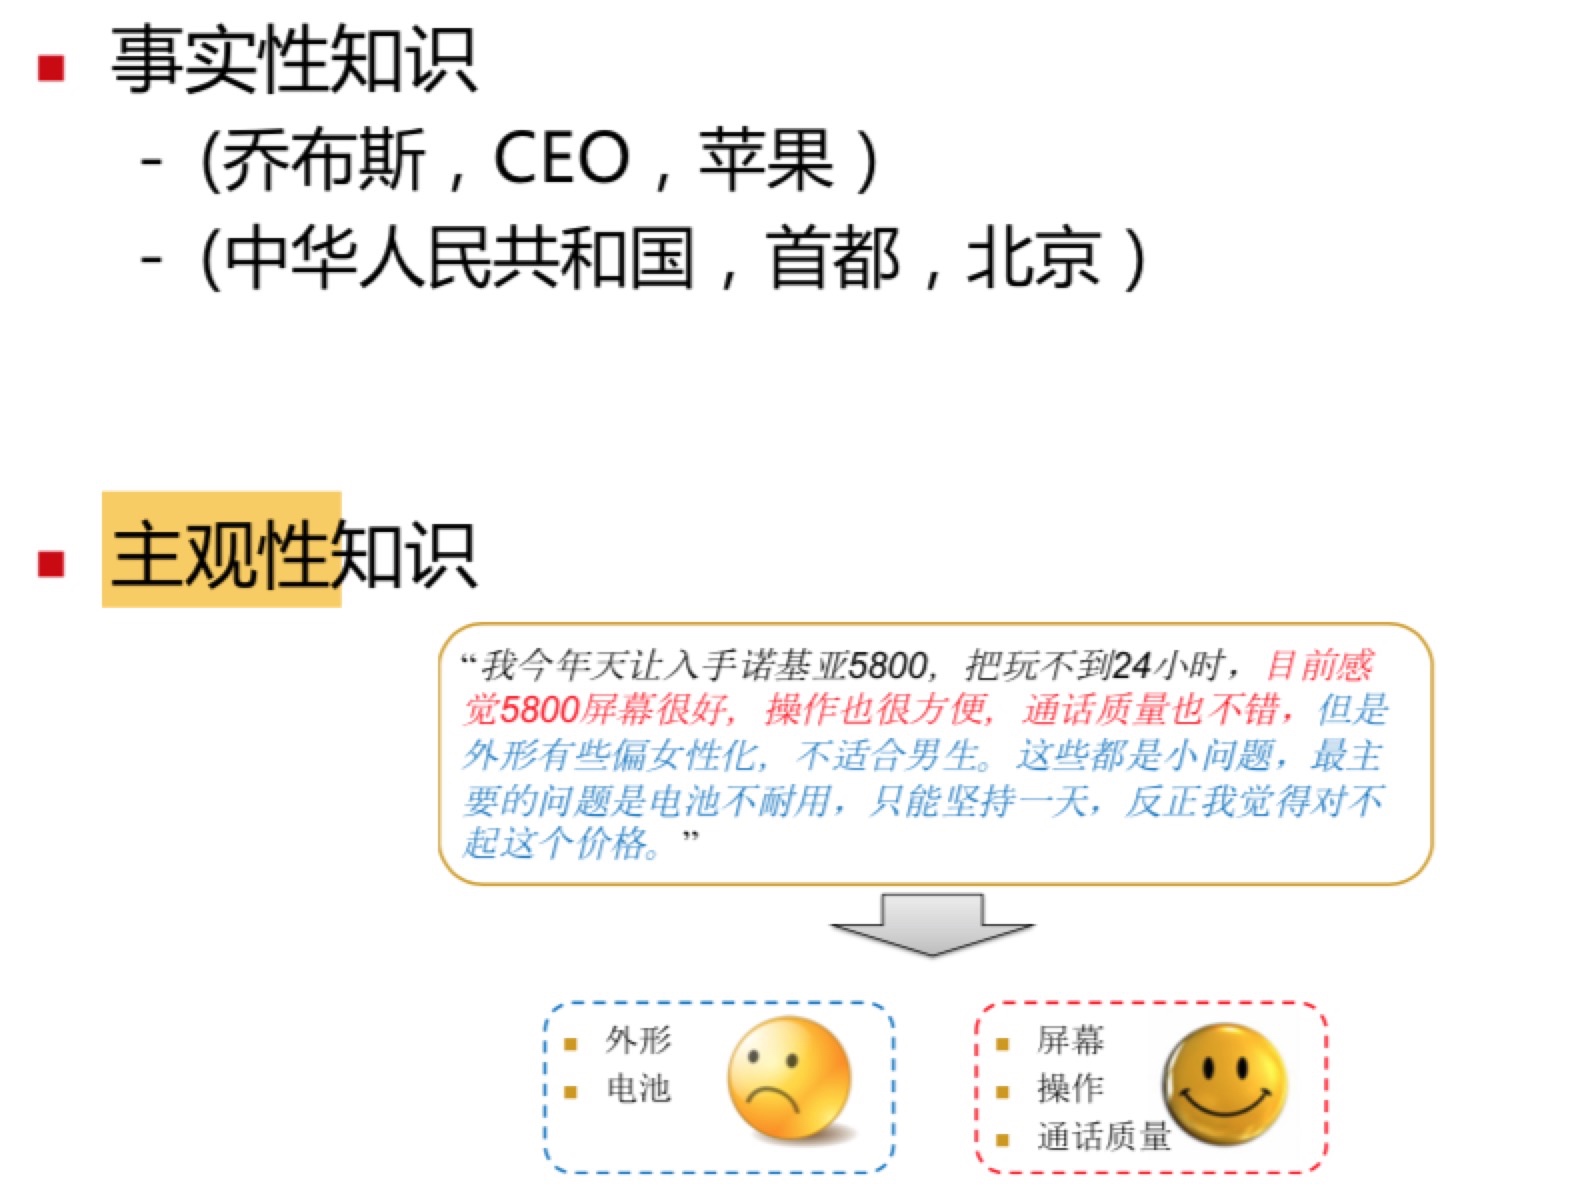 事实性知识
- (乔布斯，CEO，苹果）
- (中华人民共和国，首都，北京）
主观性知识
“我今年天让入手诺基亚5800，把玩不到24小时，目前感
觉5800屏幕很好，操作也很方便，通话质量也不错，但是
外形有些偏女性化，不适合男生。这些都是小问题，最主
要的问题是电池不耐用，只能坚持一天，反正我觉得对不
起这个价格。”
外形
电池
屏幕
操作
通话质量